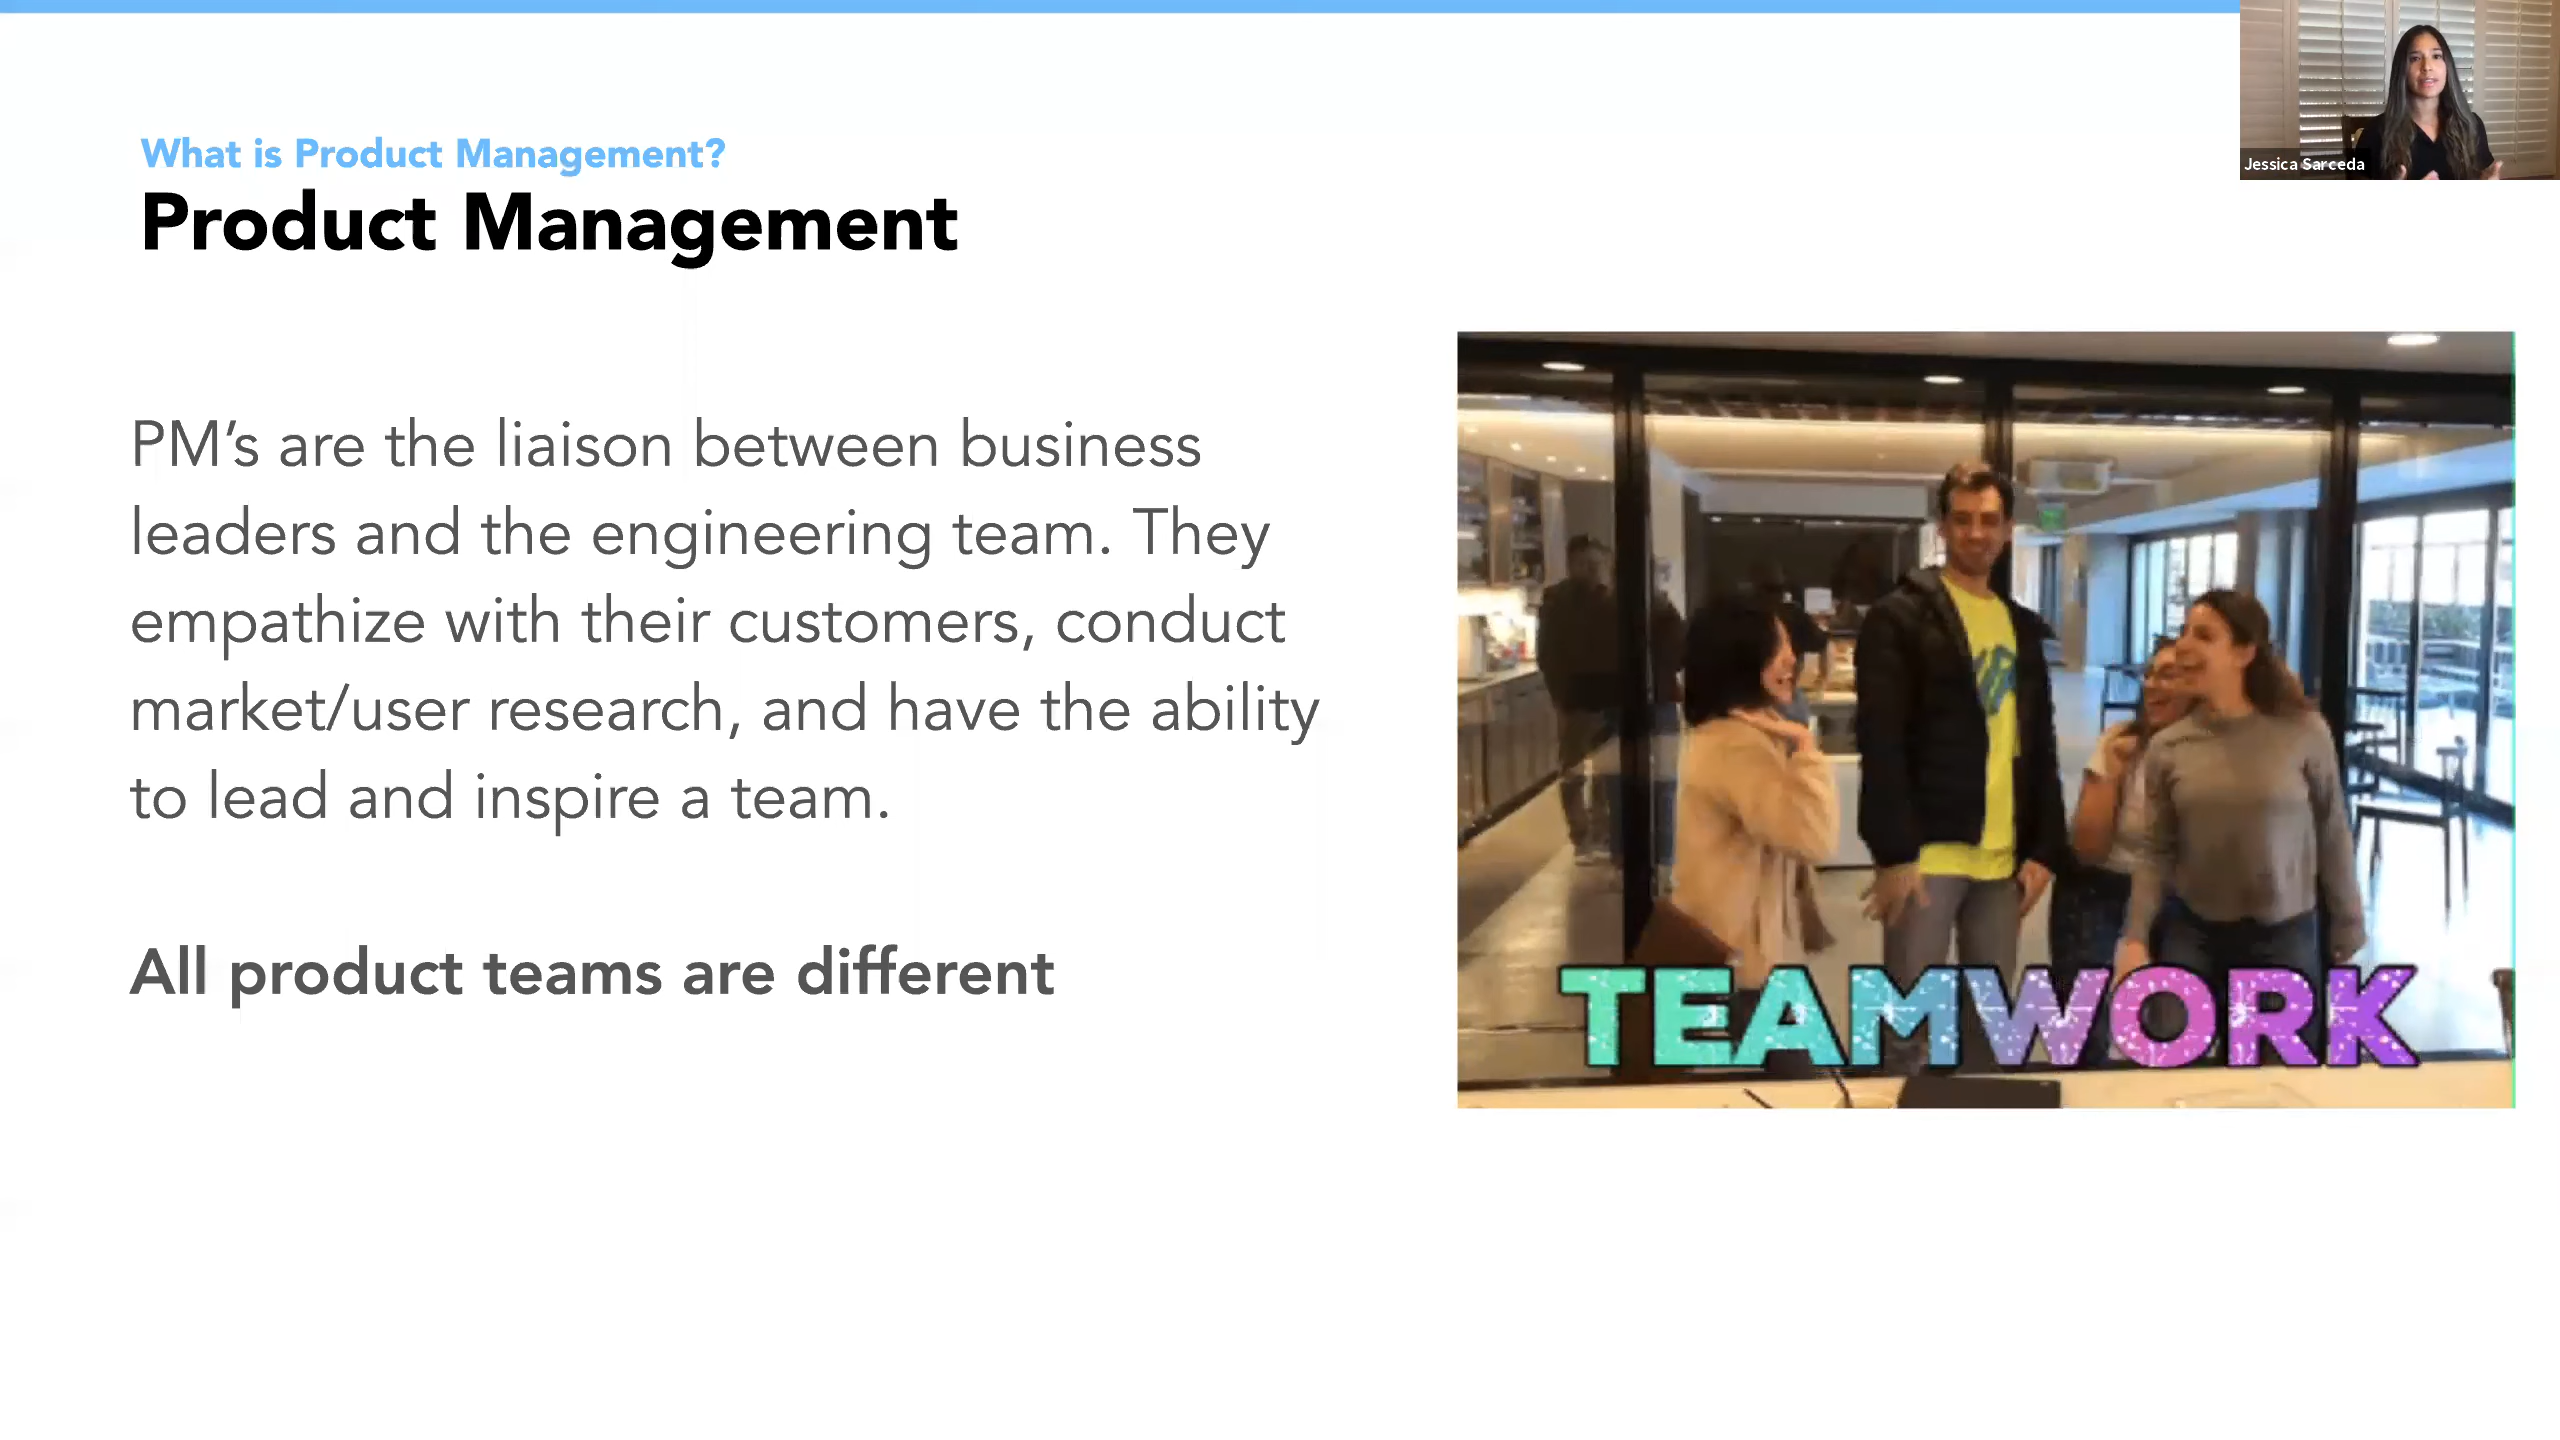 What is Product Management?
Product Management
Jessica Sarceda
PM’s are the liaison between business
leaders and the engineering team. They
empathize with their customers, conduct
market/user research, and have the ability
to lead and inspire a team.
All product teams are different
TEAMWORK